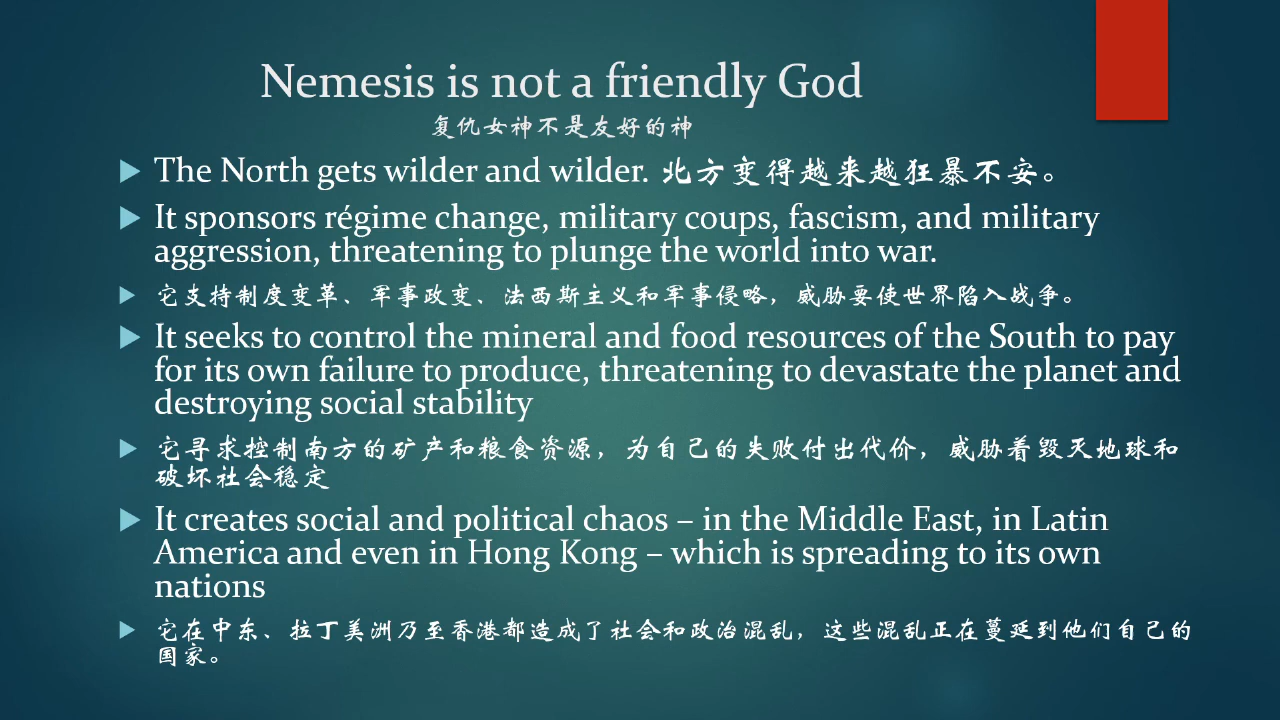 Nemesis is not a friendly God
复仇女神不是友好的神
The North gets wilder and wilder. 北方变得越来越狂暴不安。
It sponsors régime change, military coups, fascism, and military
aggression, threatening to plunge the world into war.
它支持制度变革、军事政变、法西斯主义和军事侵略，威胁要使世界陷入战争。
It seeks to control the mineral and food resources of the South to pay
for its own failure to produce, threatening to devastate the planet and
destroying social stability
它寻求控制南方的矿产和粮食资源，为自己的失败付出代价，威胁着毁灭地球和
破坏社会稳定
It creates social and political chaos – in the Middle East, in Latin
America and even in Hong Kong – which is spreading to its own
nations
它在中东、拉丁美洲乃至香港都造成了社会和政治混乱，这些混乱正在蔓延到他们自己的
国家。